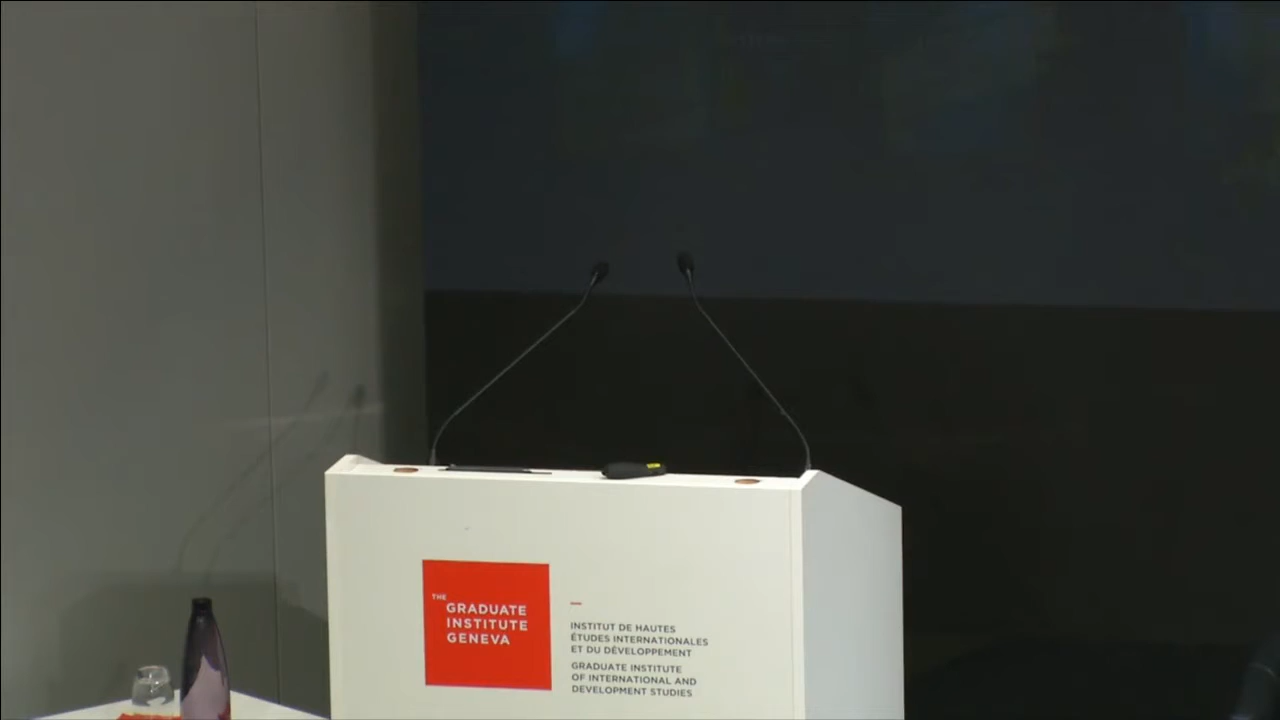 THE
GRADUATE
INSTITUTE
GENEVA
INSTITUT DE HAUTES
ÉTUDES INTERNATIONALES
ET DU DÉVELOPPEMENT
GRADUATE INSTITUTE
OF INTERNATIONAL AND
DEVELOPMENT STUDIES